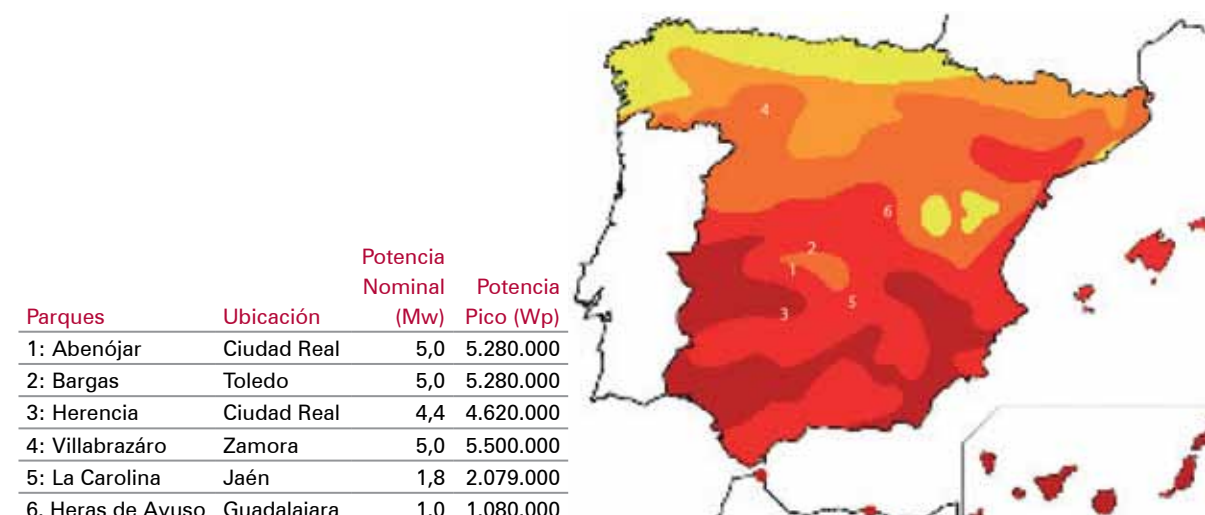 Potencia
Nominal Potencia
Parques Ubicación (Mw) Pico (Wp)
1: Abenójar Ciudad Real 5,0 5.280.000
2: Bargas Toledo 5,0 5.280.000
3: Herencia Ciudad Real 4,4 4.620.000
4: Villabrazáro Zamora 5,0 5.500.000
5: La Carolina Jaén 1,8 2.079.000
6. Heras de Ayuso Guadalajara 1,0 1.080.000
4
6
2
1
5
3